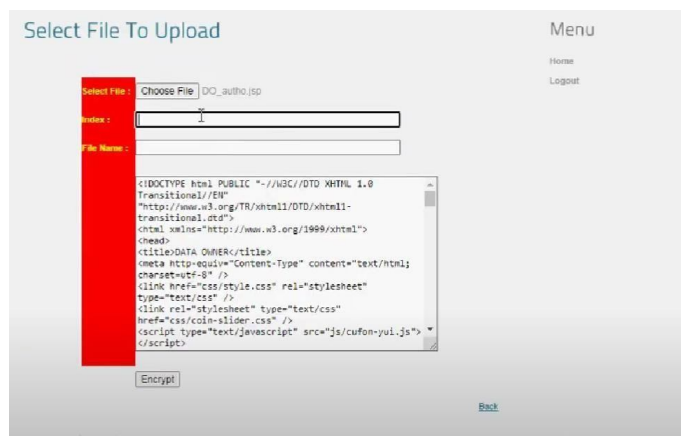 Select File To Upload
Menu
Home
Logout
Select File : Choose File DO_autho.jsp
Index :
File Name :
<!DOCTYPE html PUBLIC "-//W3C//DTD XHTML 1.0
Transitional//EN"
"http://www.w3.org/TR/xhtml1/DTD/xhtml1-
transitional.dtd">
<html xmlns="http://www.w3.org/1999/xhtml">
<head>
<title>DATA OWNER</title>
<meta http-equiv="Content-Type" content="text/html;
charset=utf-8" />
<link href="css/style.css" rel="stylesheet"
type="text/css" />
<link rel="stylesheet" type="text/css"
href="css/coin-slider.css" />
<script type="text/javascript" src="js/cufon-yui.js">
</script>
Encrypt
Back